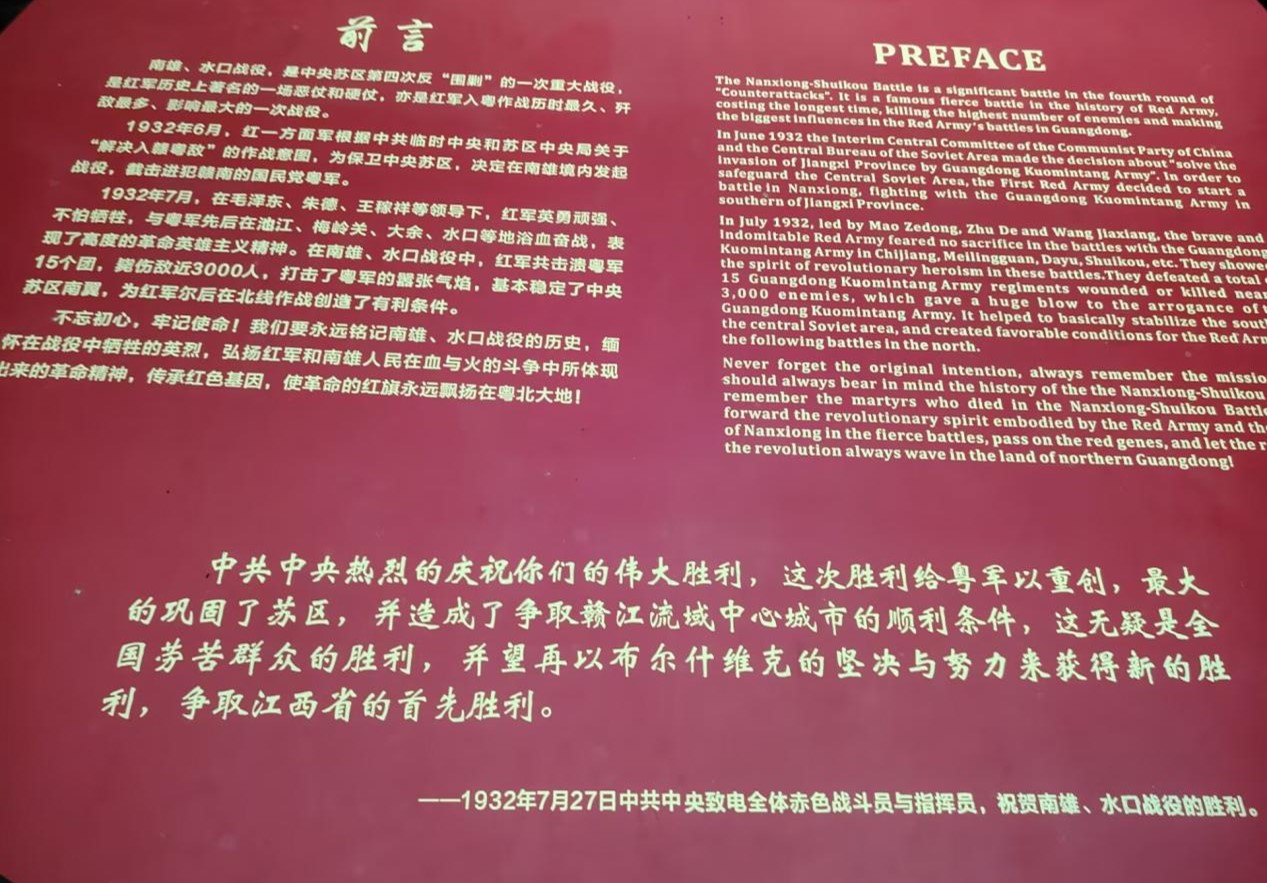 前言
南雄、水口战役，是中央苏区第四次反“围剿”的一次重大战役，
是红军历史上著名的一场恶仗和硬仗，亦是红军入粤作战历时最久、歼
敌最多、影响最大的一次战役。
1932年6月，红一方面军根据中共临时中央和苏区中央局关于
“解决入赣粤敌”的作战意图，为保卫中央苏区，决定在南雄境内发起
战役，截击进犯赣南的国民党粤军。
1932年7月，在毛泽东、朱德、王稼祥等领导下，红军英勇顽强、
不怕牺牲，与粤军先后在池江、梅岭关、大余、水口等地浴血奋战，表
现了高度的革命英雄主义精神。在南雄、水口战役中，红军共击溃粤军
15个团，毙伤敌近3000人，打击了粤军的嚣张气焰，基本稳定了中央
苏区南翼，为红军尔后在北线作战创造了有利条件。
不忘初心，牢记使命！我们要永远铭记南雄、水口战役的历史，缅
怀在战役中牺牲的英烈，弘扬红军和南雄人民在血与火的斗争中所体现
出来的革命精神，传承红色基因，使革命的红旗永远飘扬在粤北大地！
PREFACE
The Nanxiong-Shuikou Battle is a significant battle in the fourth round of
"Counterattacks". It is a famous fierce battle in the history of Red Army,
costing the longest time, killing the highest number of enemies and making
the biggest influences in the Red Army's battles in Guangdong.
In June 1932 the Interim Central Committee of the Communist Party of China
and the Central Bureau of the Soviet Area made the decision about "solve the
Invasion of Jiangxi Province by Guangdong Kuomintang Army". In order to
safeguard the Central Soviet Area, the First Red Army decided to start a
battle in Nanxiong, fighting with the Guangdong Kuomintang Army in
southern of Jiangxi Province.
In July 1932, led by Mao Zedong, Zhu De and Wang Jiaxiang, the brave and
Indomitable Red Army feared no sacrifice in the battles with the Guangdong
Kuomintang Army in Chijiang, Meilingguan, Dayu, Shuikou, etc. They showe
the spirit of revolutionary heroism in these battles.They defeated a total
15 Guangdong Kuomintang Army regiments wounded or killed nea
3,000 enemies, which gave a huge blow to the arrogance of
Guangdong Kuomintang Army. It helped to basically stabilize the sout
the central Soviet area, and created favorable conditions for the Red Arm
the following battles in the north.
Never forget the original intention, always remember the missio
should always bear in mind the history of the the Nanxiong-Shuikou
remember the martyrs who died in the Nanxiong-Shuikou Battle
forward the revolutionary spirit embodied by the Red Army and the
of Nanxiong in the fierce battles, pass on the red genes, and let the r
the revolution always wave in the land of northern Guangdong!
中共中央热烈的庆祝你们的伟大胜利，这次胜利给粤军以重创，最大
的巩固了苏区，并造成了争取赣江流域中心城市的顺利条件，这无疑是全
国劳苦群众的胜利，并望再以布尔什维克的坚决与努力来获得新的胜
利，争取江西省的首先胜利。
——1932年7月27日中共中央致电全体赤色战斗员与指挥员，祝贺南雄、水口战役的胜利。